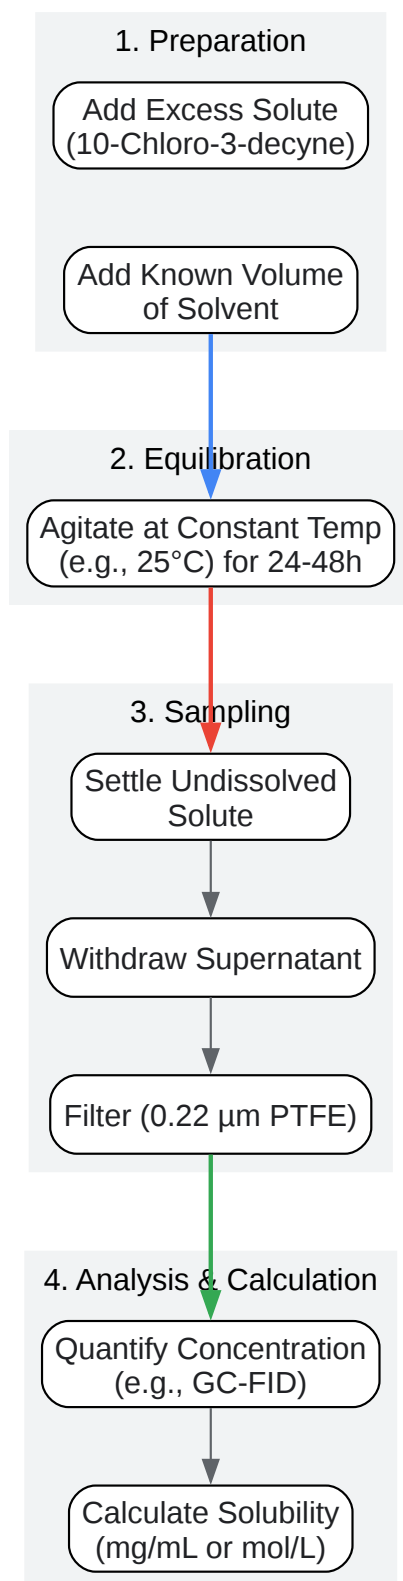 1. Preparation
Add Excess Solute
(10-Chloro-3-decyne)
Add Known Volume
of Solvent
2. Equilibration
Agitate at Constant Temp
(e.g., 25°C) for 24-48h
3. Sampling
Settle Undissolved
Solute
Withdraw Supernatant
Filter (0.22 µm PTFE)
4. Analysis & Calculation
Quantify Concentration
(e.g., GC-FID)
Calculate Solubility
(mg/mL or mol/L)